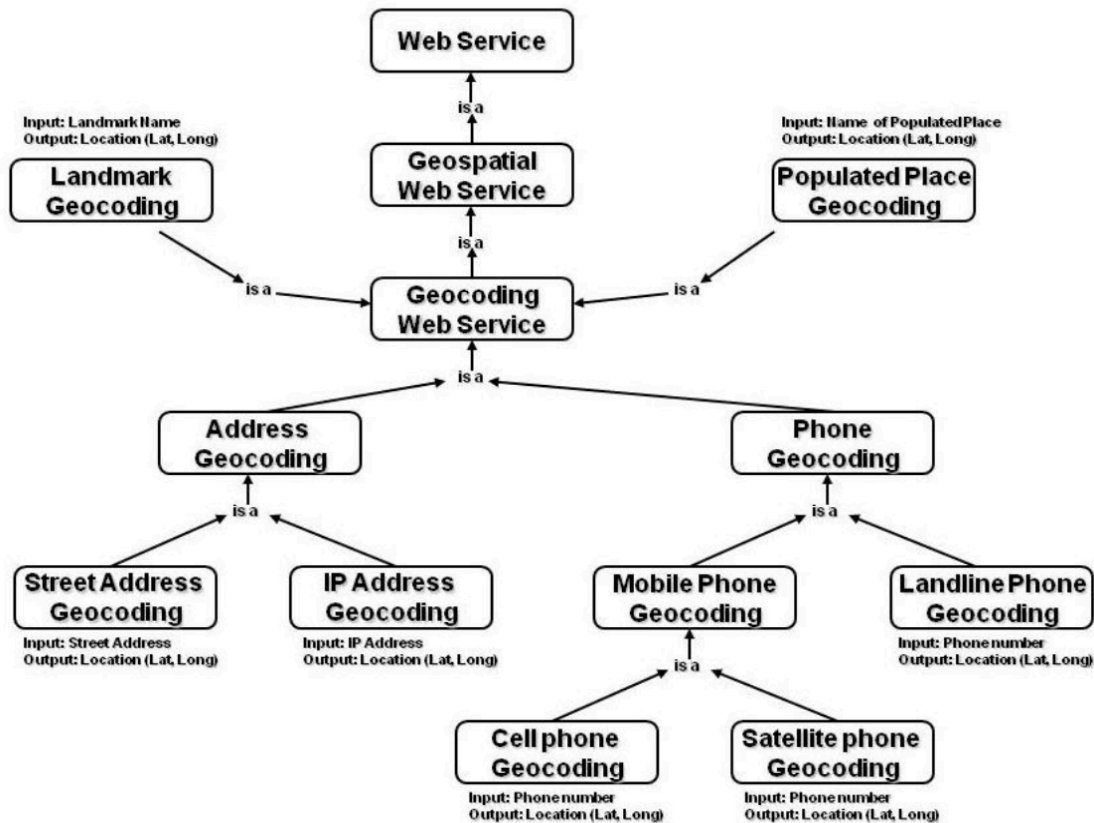 Web Service
is a
Input: Landmark Name
Output: Location (Lat, Long)
Landmark
Geocoding
Geospatial
Web Service
Input: Name of Populated Place
Output: Location (Lat, Long)
Populated Place
Geocoding
is a
is a
Geocoding
Web Service
is a
is a
Address
Geocoding
Phone
Geocoding
is a
is a
Street Address
Geocoding
Input: Street Address
Output: Location (Lat, Long)
IP Address
Geocoding
Input: IP Address
Output: Location (Lat, Long)
Mobile Phone
Geocoding
Landline Phone
Geocoding
Input: Phone number
Output: Location (Lat, Long)
is a
Cell phone
Geocoding
Input: Phone number
Output: Location (Lat, Long)
Satellite phone
Geocoding
Input: Phone number
Output: Location (Lat, Long)